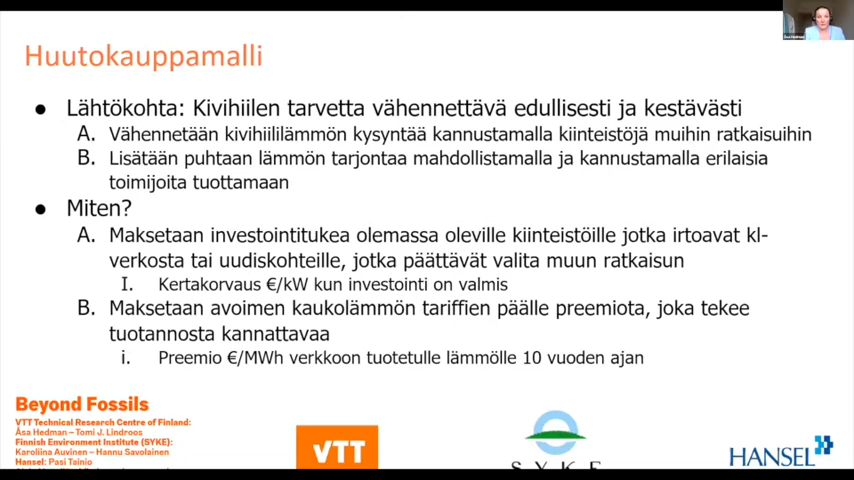 Huutokauppamalli
● Lähtökohta: Kivihiilen tarvetta vähennettävä edullisesti ja kestävästi
A. Vähennetään kivihiililämmön kysyntää kannustamalla kiinteistöjä muihin ratkaisuihin
B. Lisätään puhtaan lämmön tarjontaa mahdollistamalla ja kannustamalla erilaisia
toimijoita tuottamaan
● Miten?
A. Maksetaan investointitukea olemassa oleville kiinteistöille jotka irtoavat kl-
verkosta tai uudiskohteille, jotka päättävät valita muun ratkaisun
I. Kertakorvaus €/kW kun investointi on valmis
B. Maksetaan avoimen kaukolämmön tariffien päälle preemiota, joka tekee
tuotannosta kannattavaa
i. Preemio €/MWh verkkoon tuotetulle lämmölle 10 vuoden ajan
Beyond Fossils
VTT Technical Research Centre of Finland:
Åsa Hedman – Tomi J. Lindroos
Finnish Environment Institute (SYKE):
Karoliina Auvinen – Hannu Savolainen
Hansel: Pasi Tainio
VTT
SYKE
HANSEL